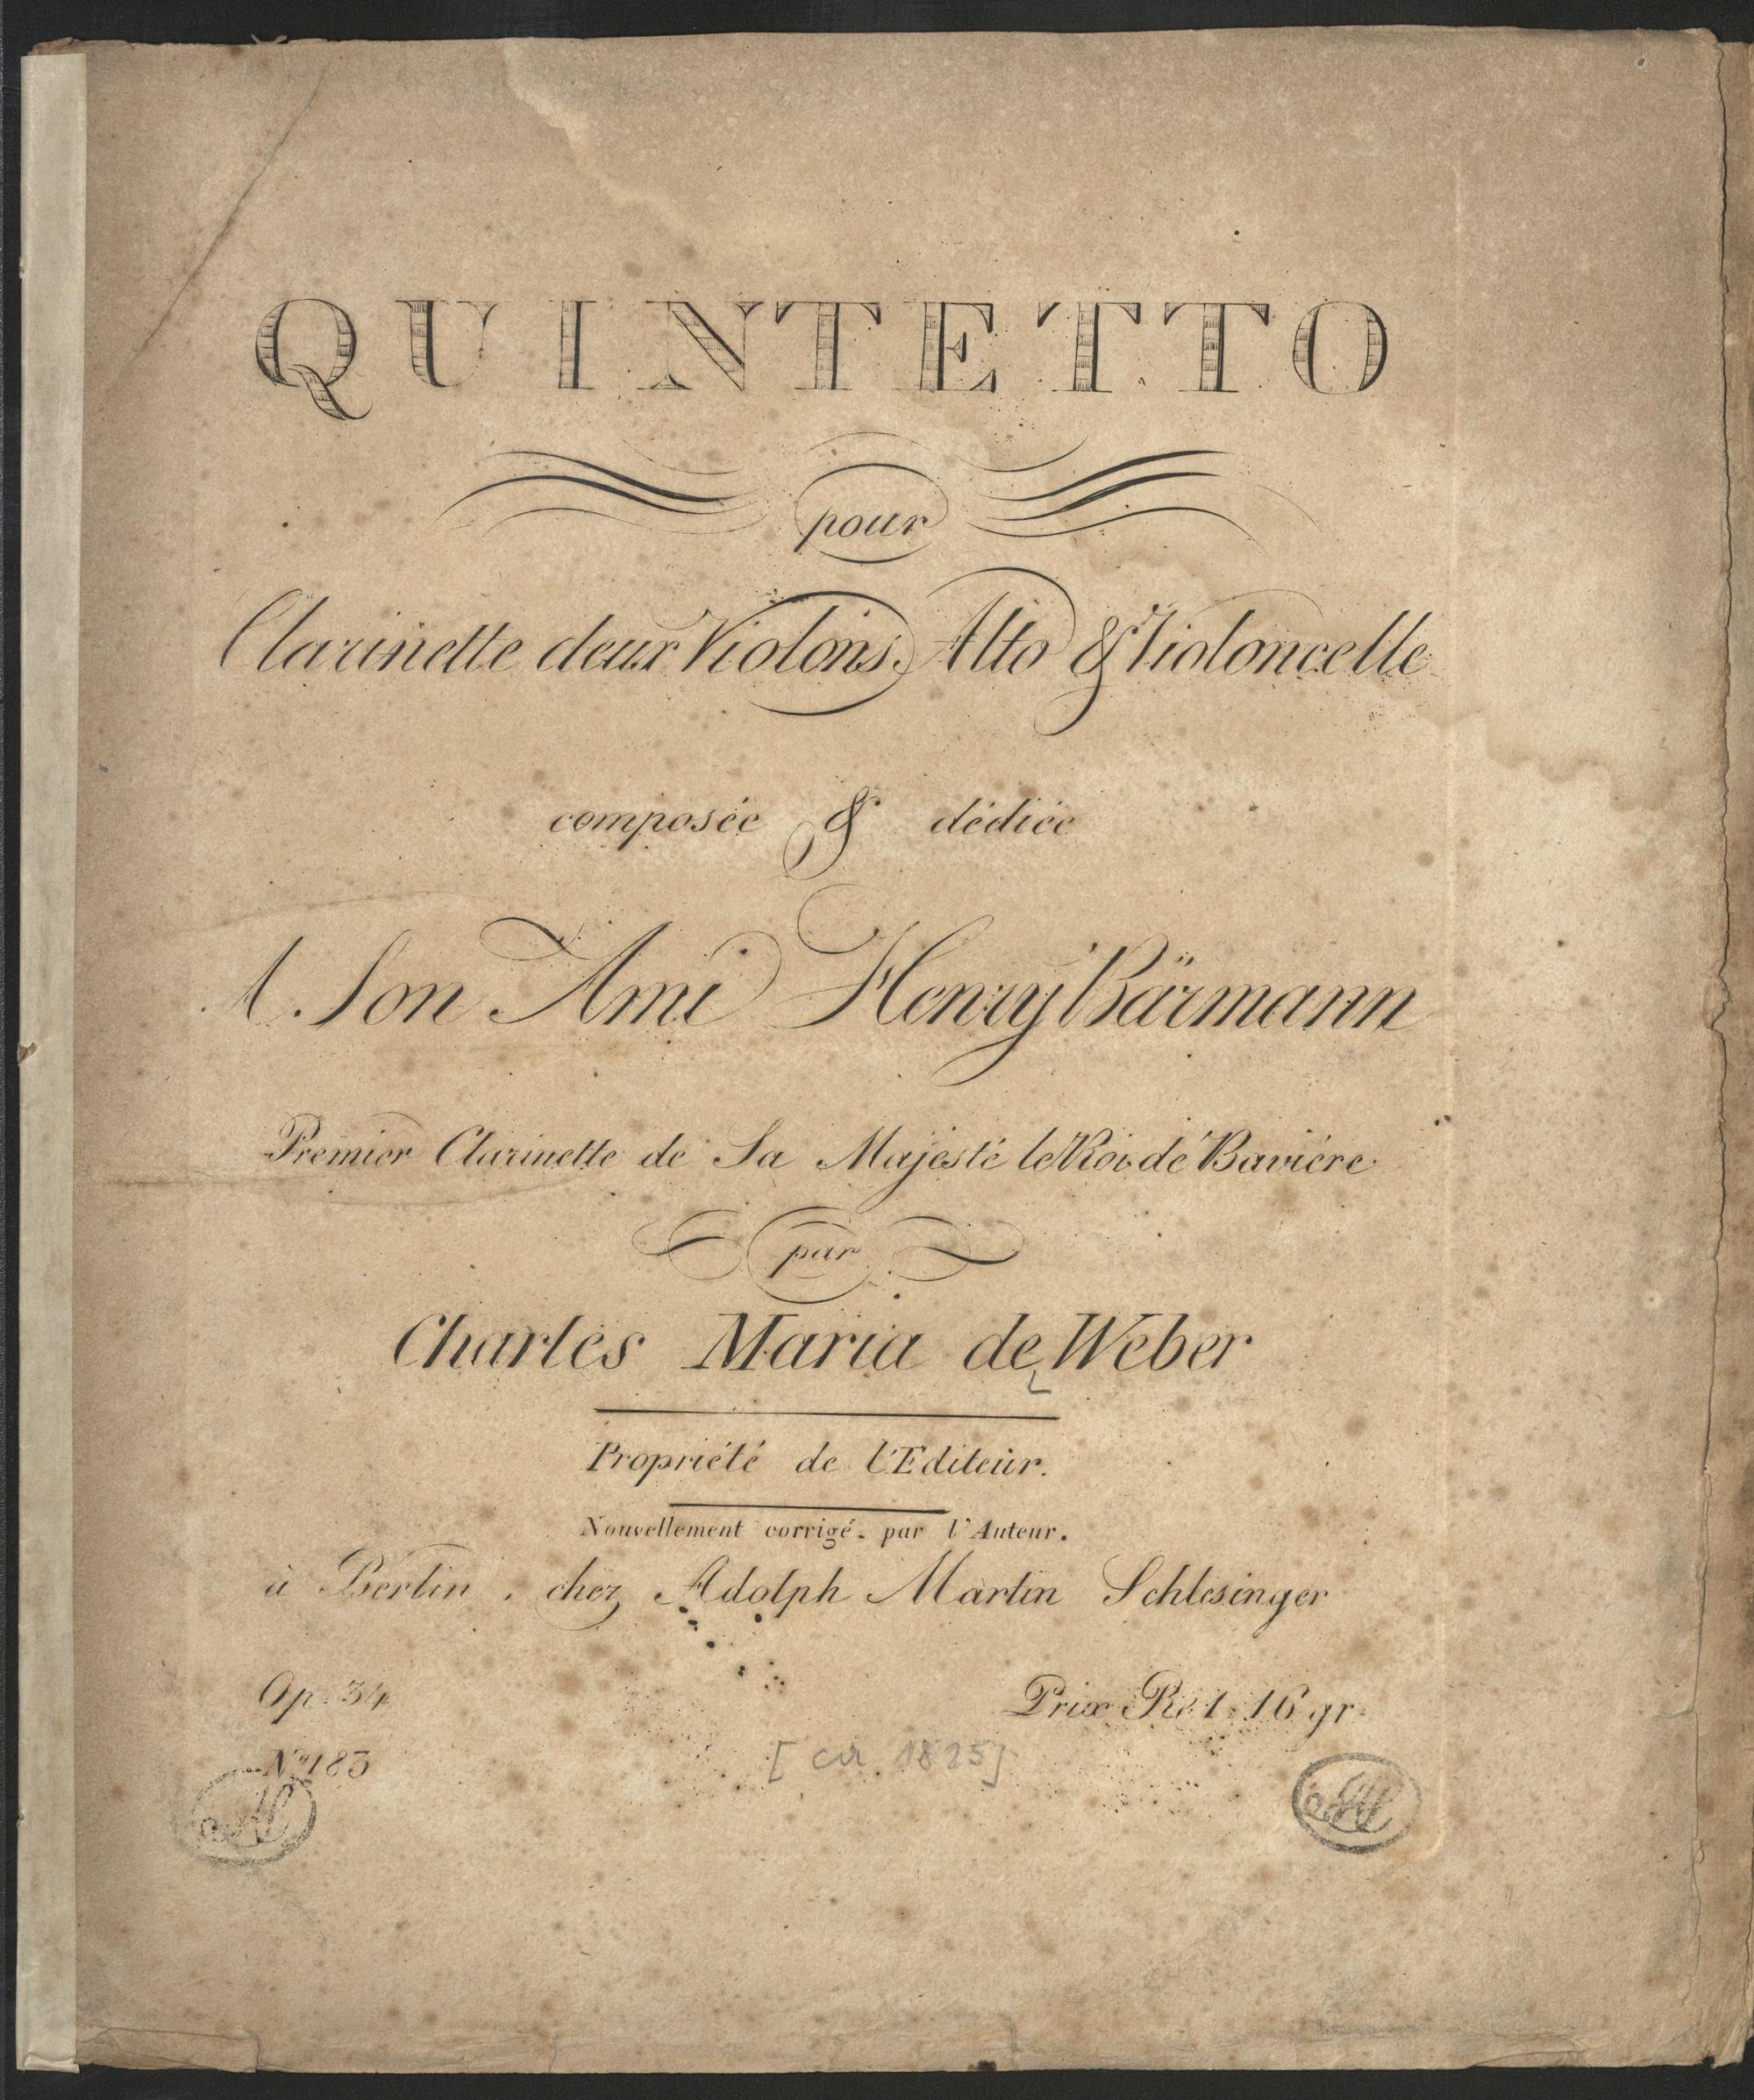 QUINTETTO
pour
Clarinette deux Violons, Alto & Violoncelle
composée & dédiée
A Son Ami Henry Bärmann
Premier Clarinette de Sa Majesté le Roi de Bavière
par
Charles Maria de Weber
Propriété de l'Editeur.
Nouvellement corrigé par l'Auteur.
à Berlin, chez Adolph Martin Schlesinger
Op. 34
Prix Rt 1. 16 gr.
No 183
[ca. 1825]